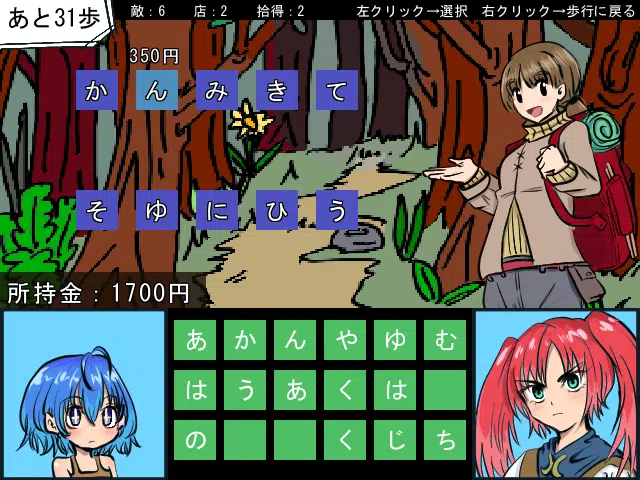 あと31歩
敵：6 店：2 拾得：2 左クリック→選択 右クリック→歩行に戻る
350円
か ん み き て
そ ゆ に ひ う
所持金：1700円
あ か ん や ゆ む
は う あ く は
の く じ ち